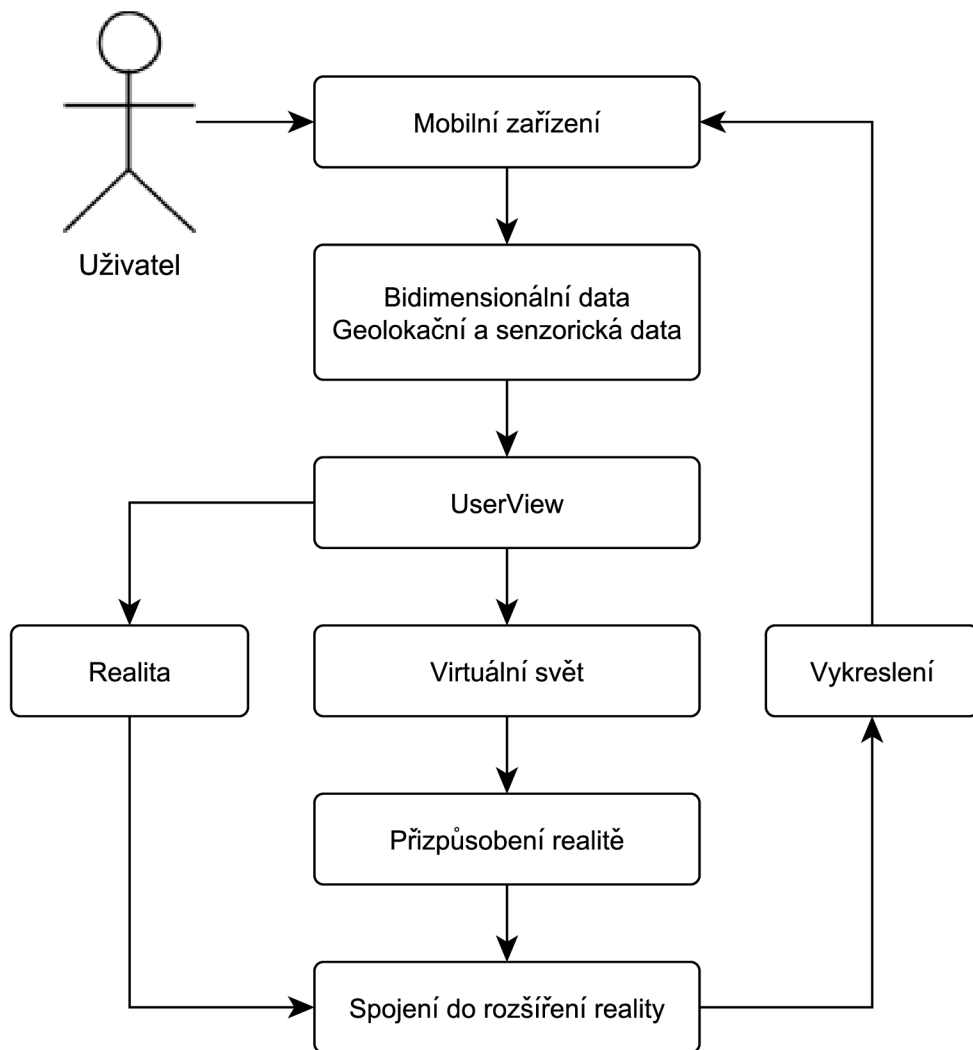 Mobilní zařízení
Uživatel
Bidimensionální data
Geolokační a senzorická data
UserView
Realita
Virtuální svět
Vykreslení
Přizpůsobení realitě
Spojení do rozšíření reality